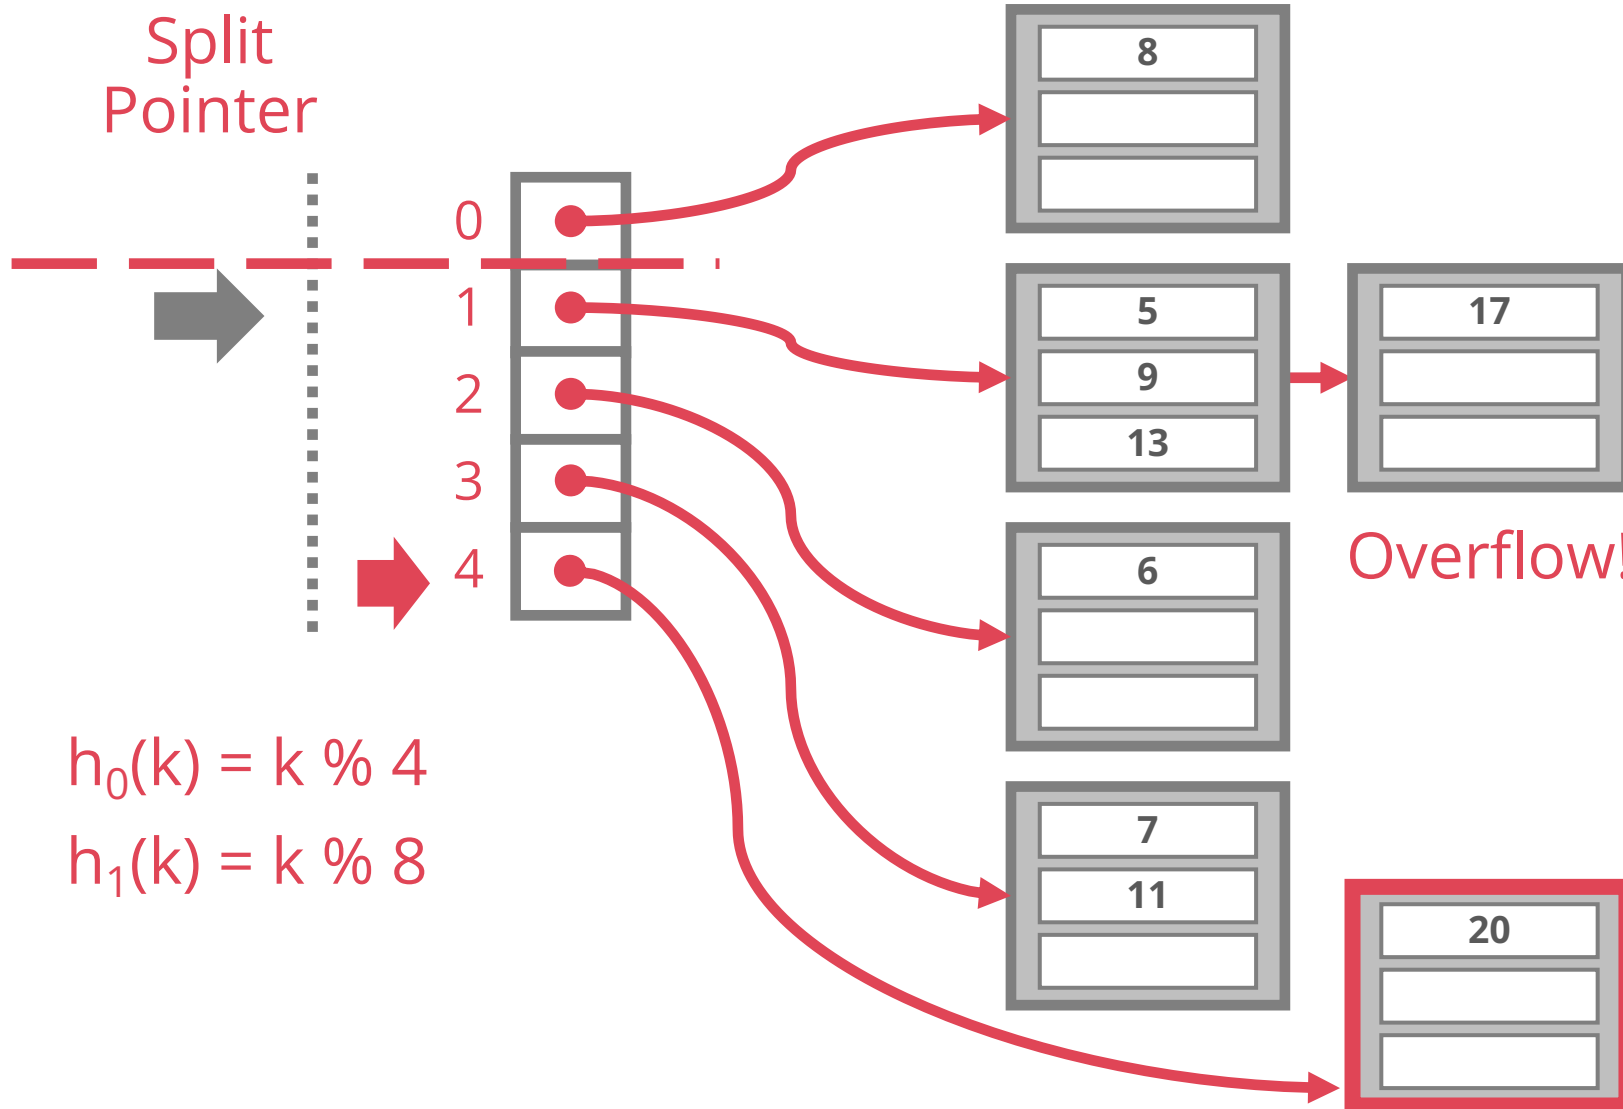 Split
Pointer
0
1
2
3
4
8
5
9
13
17
Overflow!
6
7
11
20
h₀(k) = k % 4
h₁(k) = k % 8